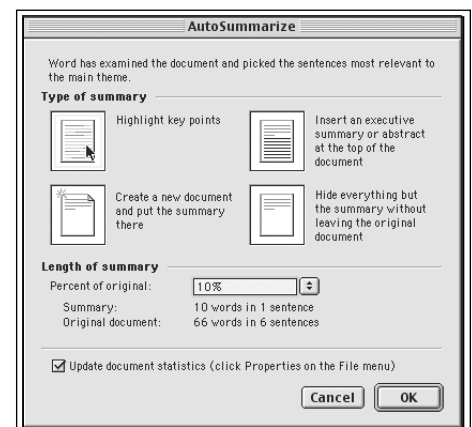 AutoSummarize
Word has examined the document and picked the sentences most relevant to
the main theme.
Type of summary
Highlight key points
Insert an executive
summary or abstract
at the top of the
document
Create a new document
and put the summary
there
Hide everything but
the summary without
leaving the original
document
Length of summary
Percent of original:
10%
Summary: 10 words in 1 sentence
Original document: 66 words in 6 sentences
Update document statistics (click Properties on the File menu)
Cancel
OK